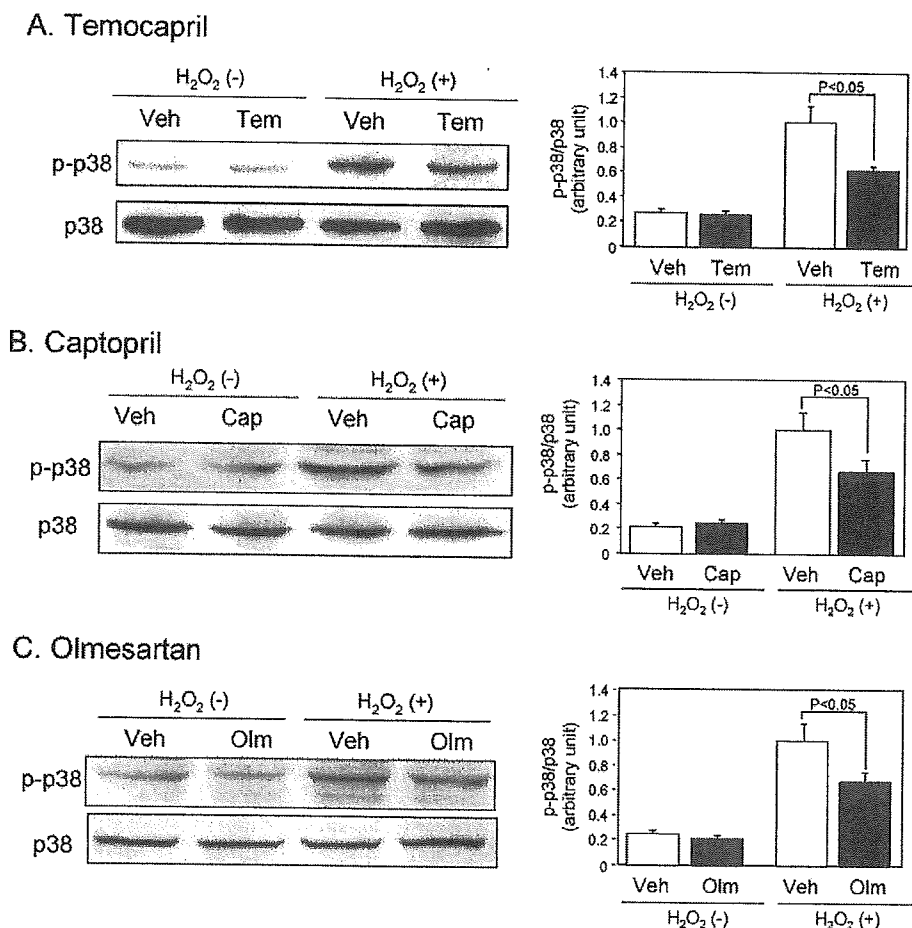 A. Temocapril
H₂O₂ (-) H₂O₂ (+)
Veh Tem Veh Tem
p-p38
p38
p-p38/p38
(arbitrary unit)
1.4
1.2
1.0
0.8
0.6
0.4
0.2
0
P<0.05
Veh Tem Veh Tem
H₂O₂ (-) H₂O₂ (+)
B. Captopril
H₂O₂ (-) H₂O₂ (+)
Veh Cap Veh Cap
p-p38
p38
p-p38/p38
(arbitrary unit)
1.4
1.2
1.0
0.8
0.6
0.4
0.2
0
P<0.05
Veh Cap Veh Cap
H₂O₂ (-) H₂O₂ (+)
C. Olmesartan
H₂O₂ (-) H₂O₂ (+)
Veh Olm Veh Olm
p-p38
p38
p-p38/p38
(arbitrary unit)
1.4
1.2
1.0
0.8
0.6
0.4
0.2
0
P<0.05
Veh Olm Veh Olm
H₂O₂ (-) H₂O₂ (+)